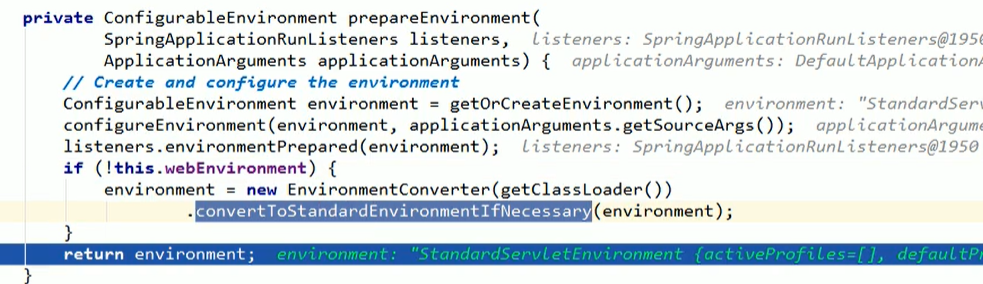 private ConfigurableEnvironment prepareEnvironment(
SpringApplicationRunListeners listeners, listeners: SpringApplicationRunListeners@1950
ApplicationArguments applicationArguments) { applicationArguments: DefaultApplicationA
// Create and configure the environment
ConfigurableEnvironment environment = getOrCreateEnvironment(); environment: "StandardServ
configureEnvironment(environment, applicationArguments.getSourceArgs()); applicationArgume
listeners.environmentPrepared(environment); listeners: SpringApplicationRunListeners@1950
if (!this.webEnvironment) {
environment = new EnvironmentConverter(getClassLoader())
.convertToStandardEnvironmentIfNecessary(environment);
}
return environment; environment: "StandardServletEnvironment {activeProfiles=[], defaultPr
}